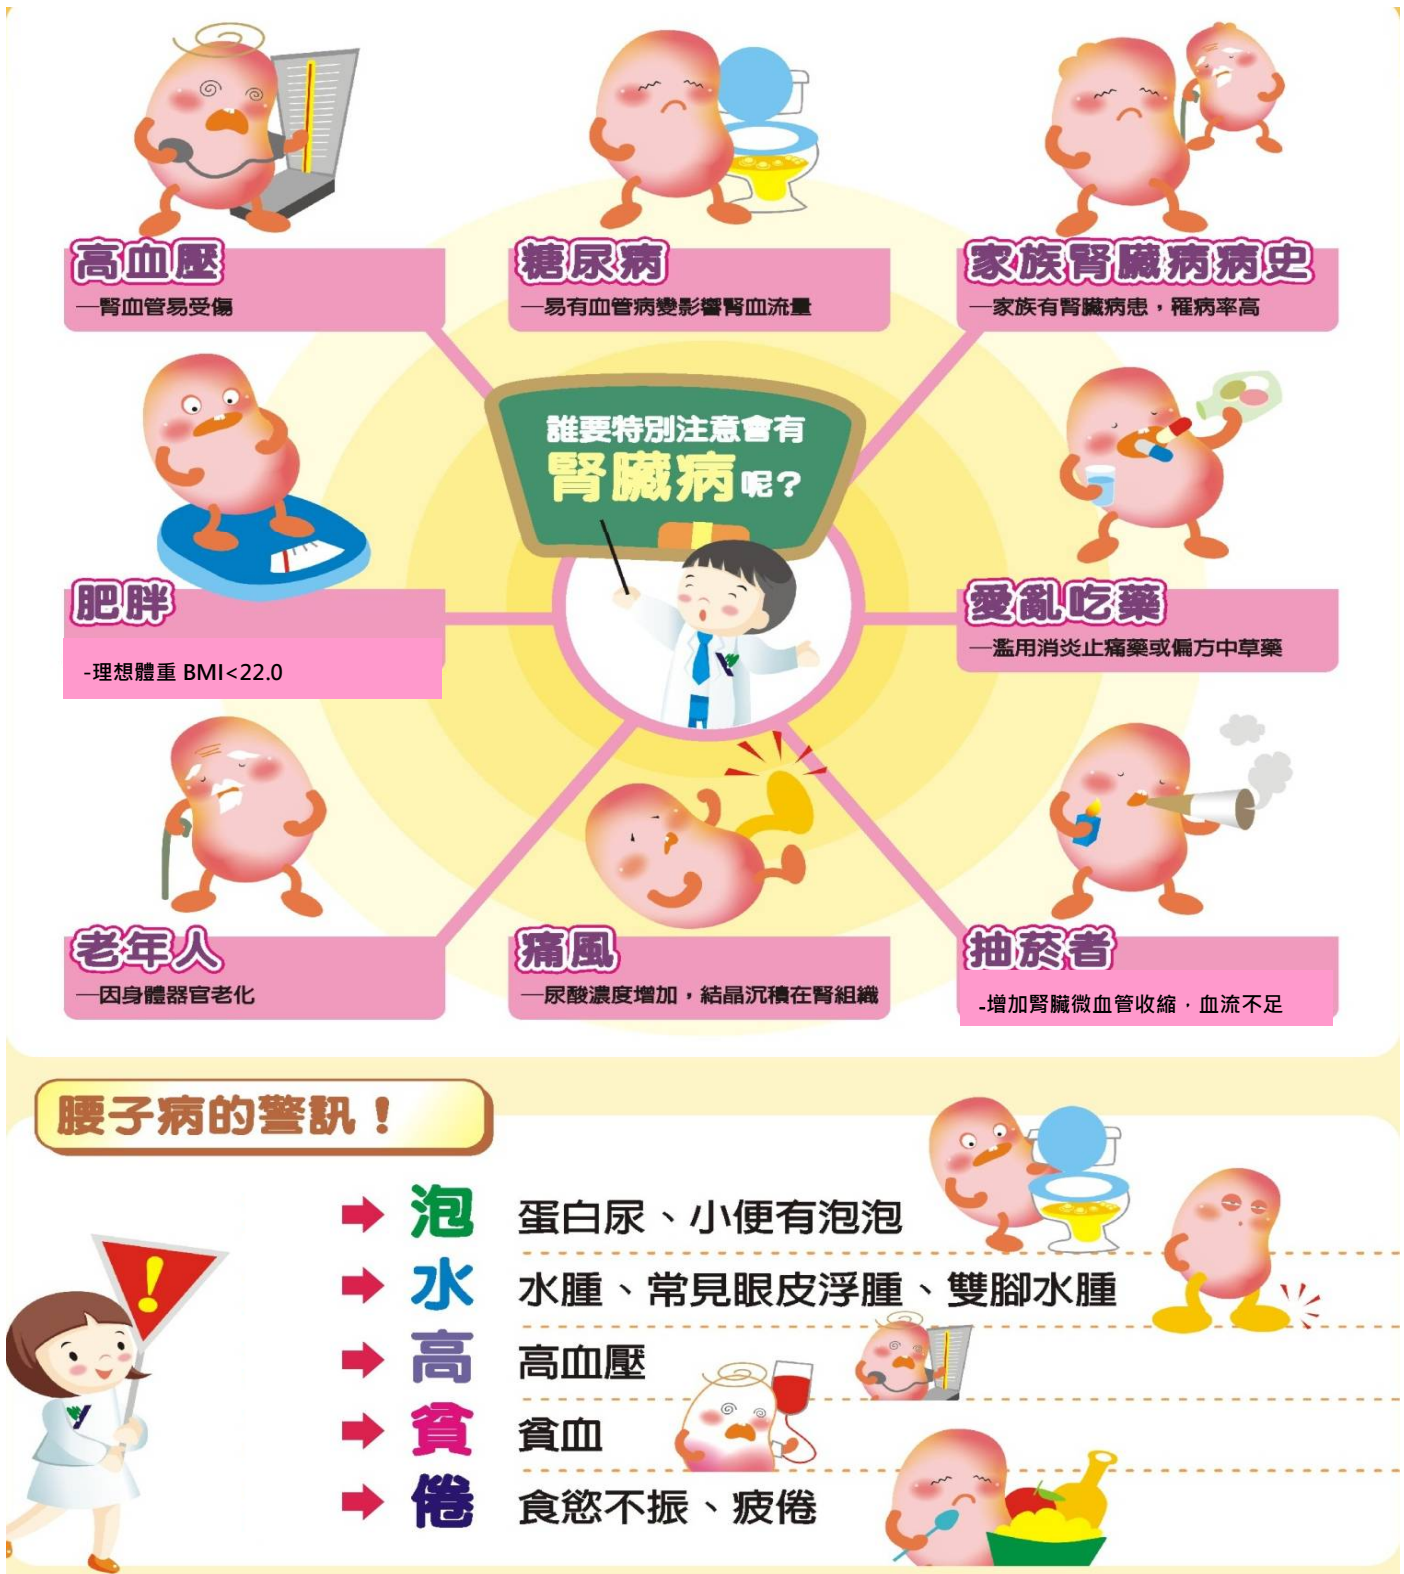 高血壓
—腎血管易受傷
糖尿病
—易有血管病變影響腎血流量
家族腎臟病病史
—家族有腎臟病患，罹病率高
誰要特別注意會有
腎臟病呢？
肥胖
-理想體重 BMI<22.0
愛亂吃藥
—濫用消炎止痛藥或偏方中草藥
老年人
—因身體器官老化
痛風
—尿酸濃度增加，結晶沉積在腎組織
抽菸者
-增加腎臟微血管收縮，血流不足
腰子病的警訊！
泡 蛋白尿、小便有泡泡
水 水腫、常見眼皮浮腫、雙腳水腫
高 高血壓
貧 貧血
倦 食慾不振、疲倦